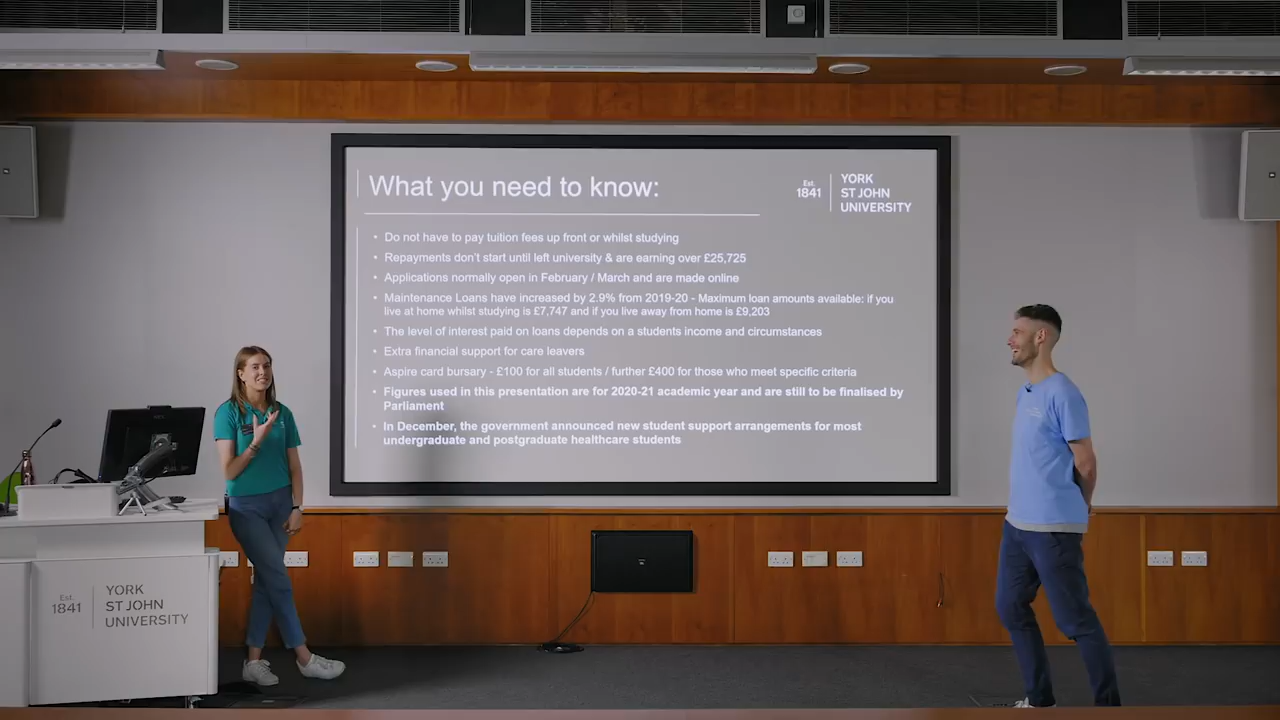 What you need to know:
Est.
1841
YORK
ST JOHN
UNIVERSITY
• Do not have to pay tuition fees up front or whilst studying
• Repayments don't start until left university & are earning over £25,725
• Applications normally open in February / March and are made online
• Maintenance Loans have increased by 2.9% from 2019-20 - Maximum loan amounts available: if you
live at home whilst studying is £7,747 and if you live away from home is £9,203
• The level of interest paid on loans depends on a students income and circumstances
• Extra financial support for care leavers
• Aspire card bursary - £100 for all students / further £400 for those who meet specific criteria
• Figures used in this presentation are for 2020-21 academic year and are still to be finalised by
Parliament
• In December, the government announced new student support arrangements for most
undergraduate and postgraduate healthcare students
Est.
1841
YORK
ST JOHN
UNIVERSITY